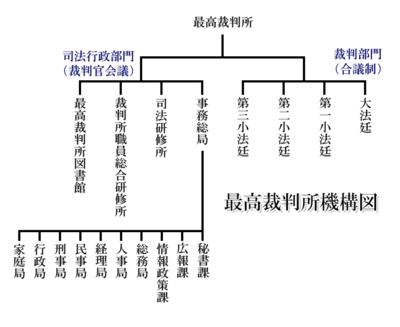 最高裁判所
司法行政部門
（裁判官会議）
裁判部門
（合議制）
最高裁判所図書館
裁判所職員総合研修所
司法研修所
事務総局
第三小法廷
第二小法廷
第一小法廷
大法廷
最高裁判所機構図
家庭局
行政局
刑事局
民事局
経理局
人事局
総務局
情報政策課
広報課
秘書課